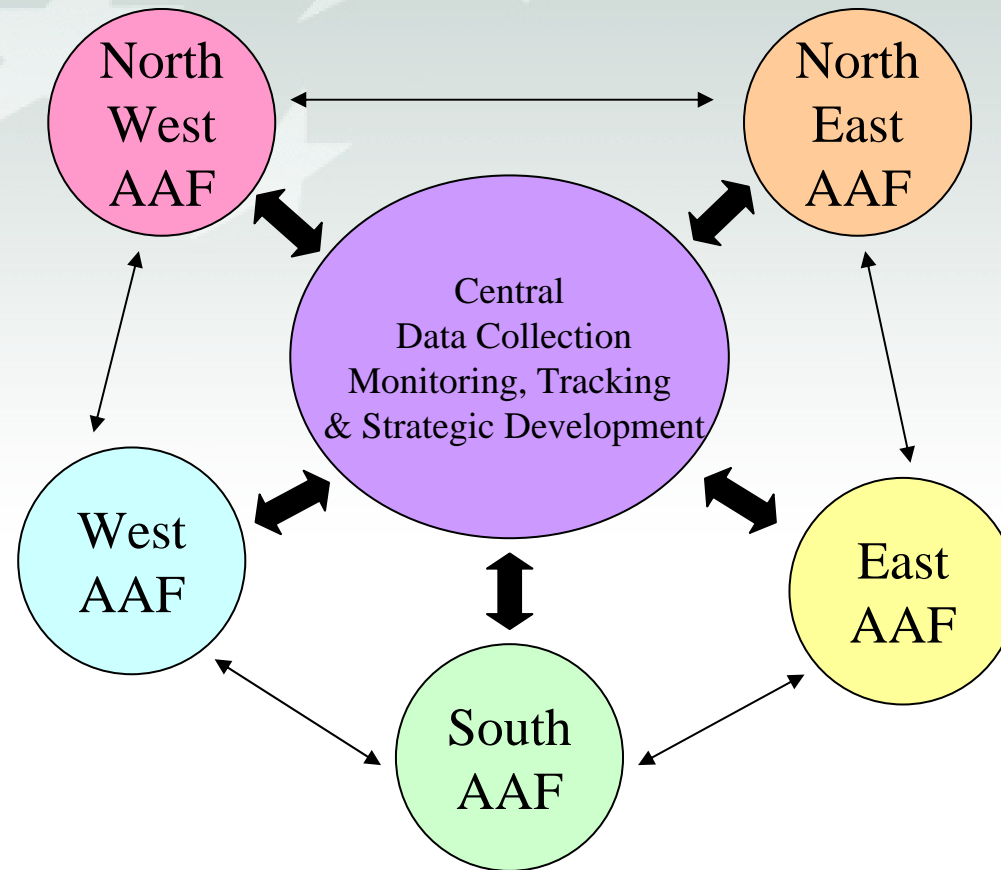 North
West
AAF
North
East
AAF
Central
Data Collection
Monitoring, Tracking
& Strategic Development
West
AAF
East
AAF
South
AAF